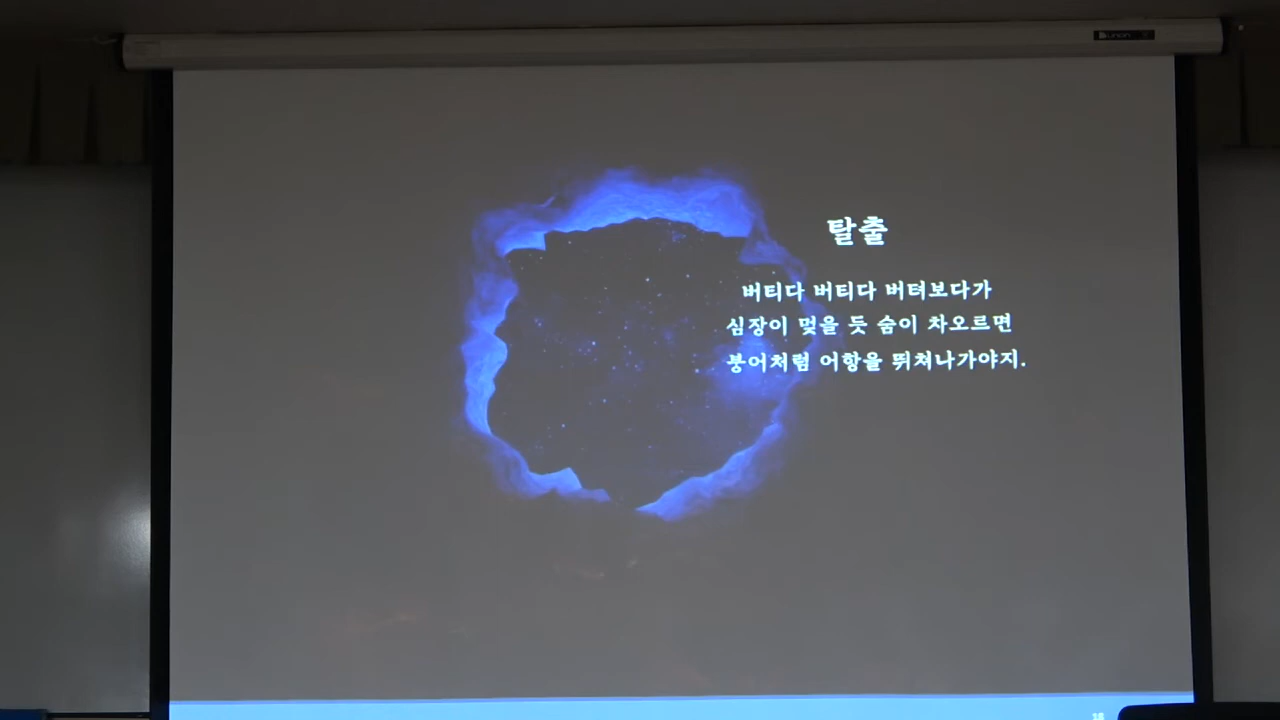 탈출
버티다 버티다 버텨보다가
심장이 멎을 듯 숨이 차오르면
붕어처럼 어항을 뛰쳐나가야지.